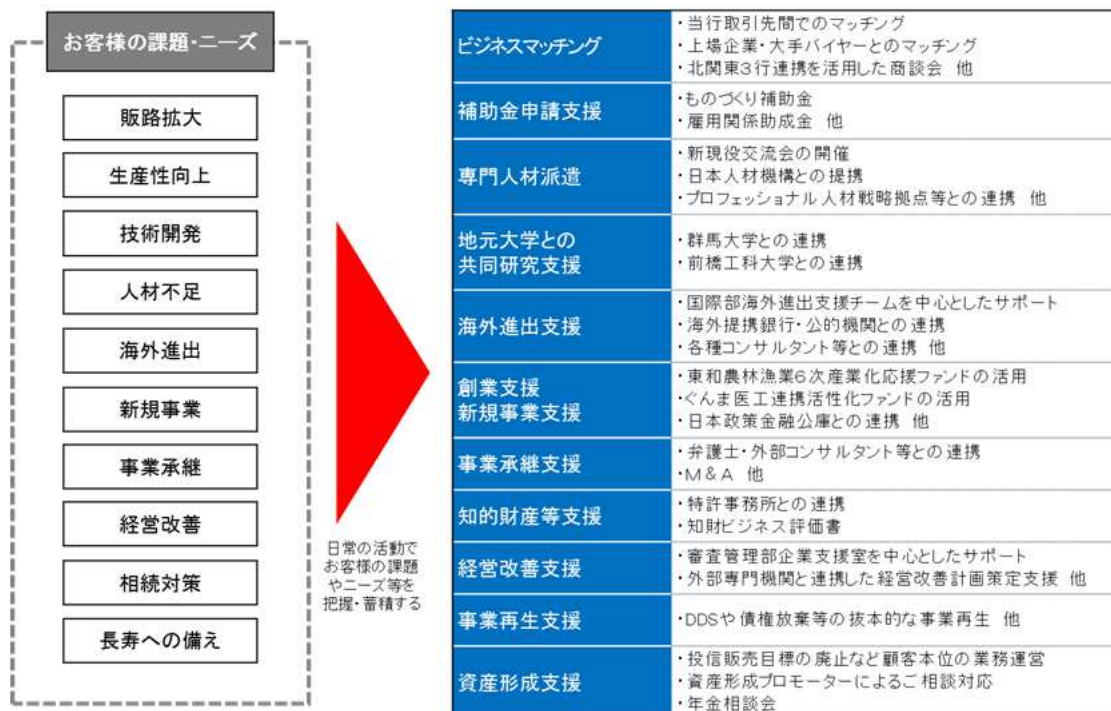 お客様の課題・ニーズ
販路拡大
生産性向上
技術開発
人材不足
海外進出
新規事業
事業承継
経営改善
相続対策
長寿への備え
日常の活動で
お客様の課題
やニーズ等を
把握・蓄積する
ビジネスマッチング
・当行取引先間でのマッチング
・上場企業・大手バイヤーとのマッチング
・北関東3行連携を活用した商談会 他
補助金申請支援
・ものづくり補助金
・雇用関係助成金 他
専門人材派遣
・新現役交流会の開催
・日本人材機構との提携
・プロフェッショナル人材戦略拠点等との連携 他
地元大学との
共同研究支援
・群馬大学との連携
・前橋工科大学との連携
海外進出支援
・国際部海外進出支援チームを中心としたサポート
・海外提携銀行・公的機関との連携
・各種コンサルタント等との連携 他
創業支援
新規事業支援
・東和農林漁業6次産業化応援ファンドの活用
・ぐんま医工連携活性化ファンドの活用
・日本政策金融公庫との連携 他
事業承継支援
・弁護士・外部コンサルタント等との連携
・M&A 他
知的財産等支援
・特許事務所との連携
・知財ビジネス評価書
経営改善支援
・審査管理部企業支援室を中心としたサポート
・外部専門機関と連携した経営改善計画策定支援 他
事業再生支援
・DDSや債権放棄等の抜本的な事業再生 他
資産形成支援
・投信販売目標の廃止など顧客本位の業務運営
・資産形成プロモーターによるご相談対応
・年金相談会